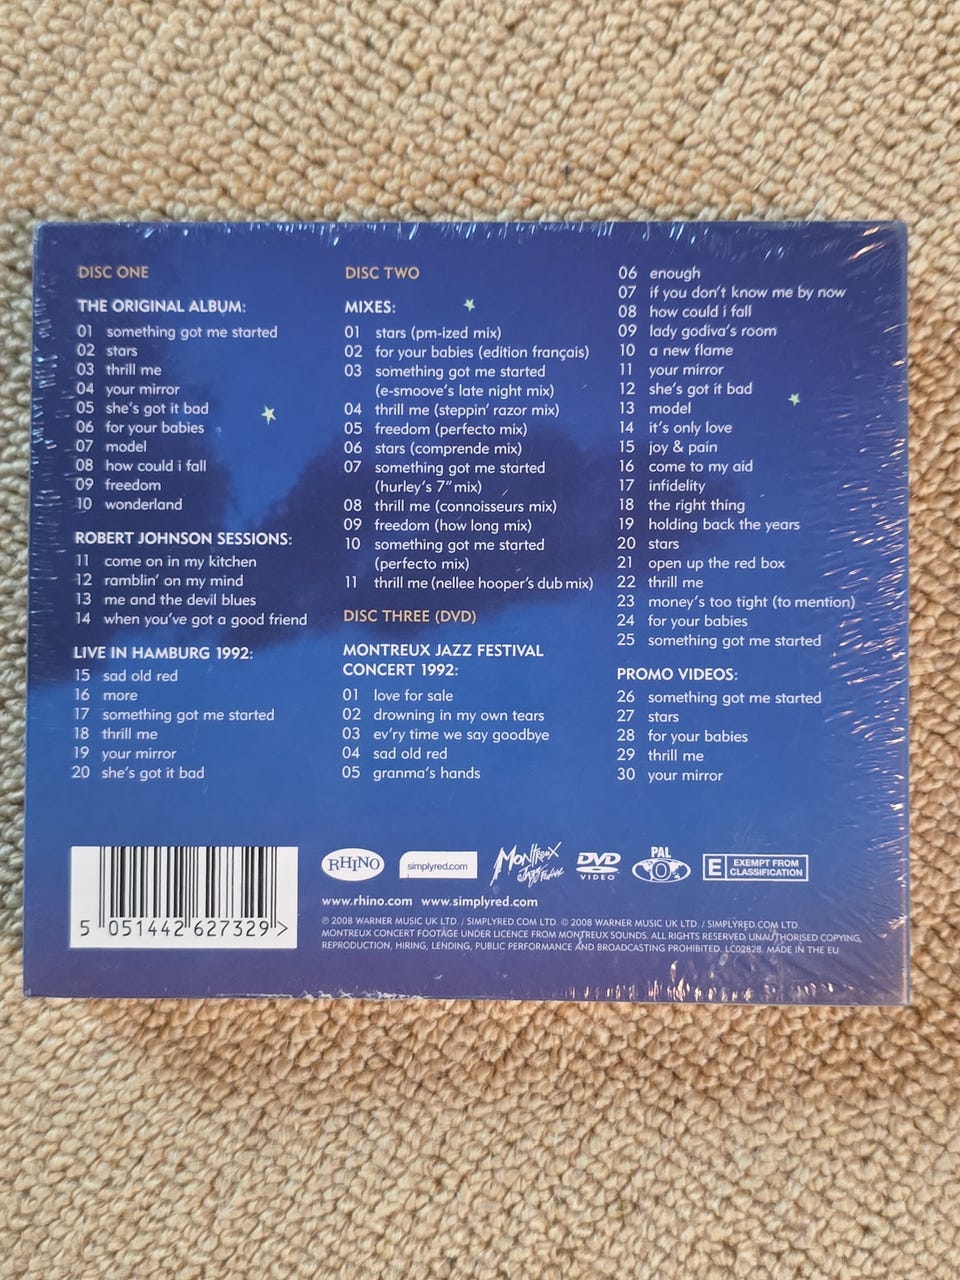 DISC ONE
THE ORIGINAL ALBUM:
01 something got me started
02 stars
03 thrill me
04 your mirror
05 she's got it bad
06 for your babies
07 model
08 how could i fall
09 freedom
10 wonderland
ROBERT JOHNSON SESSIONS:
11 come on in my kitchen
12 ramblin' on my mind
13 me and the devil blues
14 when you've got a good friend
LIVE IN HAMBURG 1992:
15 sad old red
16 more
17 something got me started
18 thrill me
19 your mirror
20 she's got it bad
DISC TWO
MIXES:
01 stars (pm-ized mix)
02 for your babies (edition français)
03 something got me started
(e-smoove's late night mix)
04 thrill me (steppin' razor mix)
05 freedom (perfecto mix)
06 stars (comprende mix)
07 something got me started
(hurley's 7" mix)
08 thrill me (connoisseurs mix)
09 freedom (how long mix)
10 something got me started
(perfecto mix)
11 thrill me (nellee hooper's dub mix)
DISC THREE (DVD)
MONTREUX JAZZ FESTIVAL
CONCERT 1992:
01 love for sale
02 drowning in my own tears
03 ev'ry time we say goodbye
04 sad old red
05 granma's hands
06 enough
07 if you don't know me by now
08 how could i fall
09 lady godiva's room
10 a new flame
11 your mirror
12 she's got it bad
13 model
14 it's only love
15 joy & pain
16 come to my aid
17 infidelity
18 the right thing
19 holding back the years
20 stars
21 open up the red box
22 thrill me
23 money's too tight (to mention)
24 for your babies
25 something got me started
PROMO VIDEOS:
26 something got me started
27 stars
28 for your babies
29 thrill me
30 your mirror
5 051442 627329 >
RHINO
simplyred.com
Montreux
Jazz Festival
DVD
VIDEO
PAL
0
E EXEMPT FROM
CLASSIFICATION
www.rhino.com www.simplyred.com
℗ 2008 WARNER MUSIC UK LTD. / SIMPLYRED.COM LTD. © 2008 WARNER MUSIC UK LTD. / SIMPLYRED.COM LTD.
MONTREUX CONCERT FOOTAGE UNDER LICENCE FROM MONTREUX SOUNDS. ALL RIGHTS RESERVED. UNAUTHORISED COPYING,
REPRODUCTION, HIRING, LENDING, PUBLIC PERFORMANCE AND BROADCASTING PROHIBITED. LC02828. MADE IN THE EU